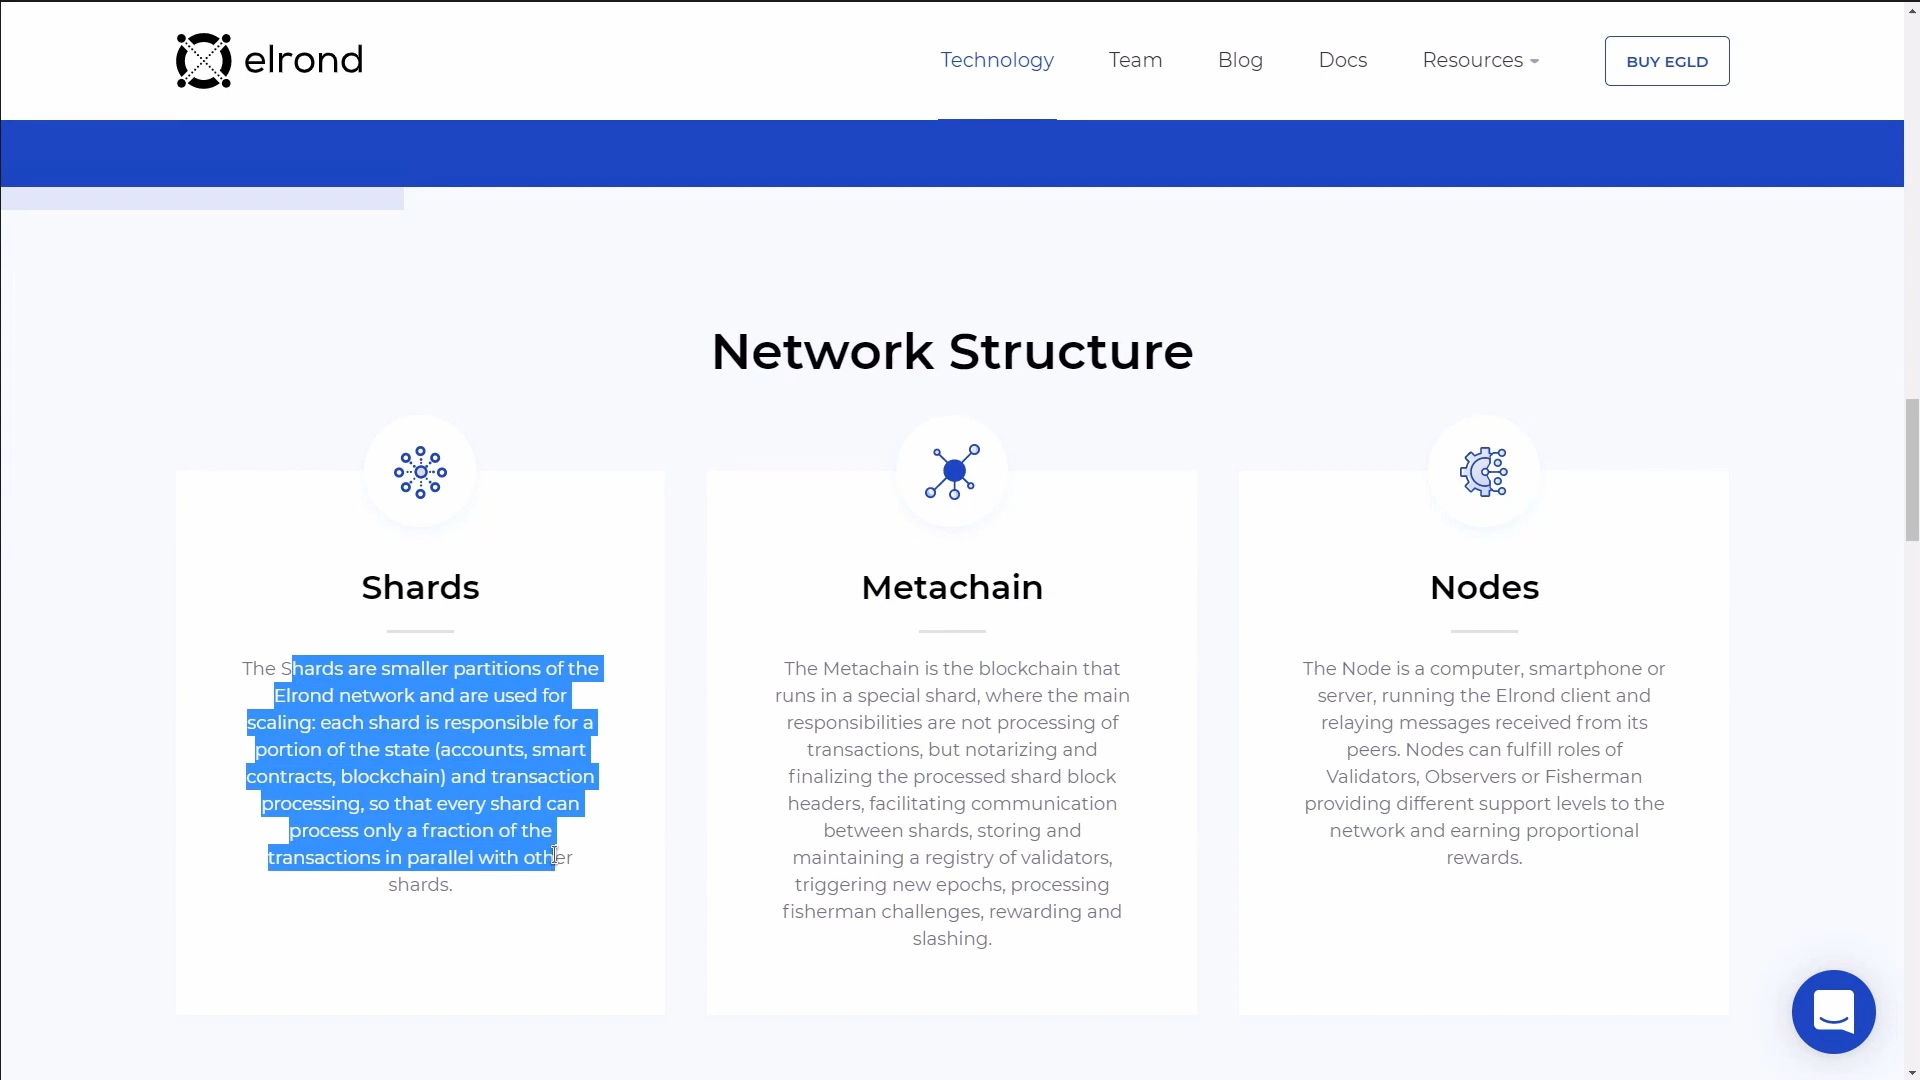 elrond
Technology
Team
Blog
Docs
Resources
BUY EGLD
Network Structure
Shards
The Shards are smaller partitions of the
Elrond network and are used for
scaling: each shard is responsible for a
portion of the state (accounts, smart
contracts, blockchain) and transaction
processing, so that every shard can
process only a fraction of the
transactions in parallel with other
shards.
Metachain
The Metachain is the blockchain that
runs in a special shard, where the main
responsibilities are not processing of
transactions, but notarizing and
finalizing the processed shard block
headers, facilitating communication
between shards, storing and
maintaining a registry of validators,
triggering new epochs, processing
fisherman challenges, rewarding and
slashing.
Nodes
The Node is a computer, smartphone or
server, running the Elrond client and
relaying messages received from its
peers. Nodes can fulfill roles of
Validators, Observers or Fisherman
providing different support levels to the
network and earning proportional
rewards.